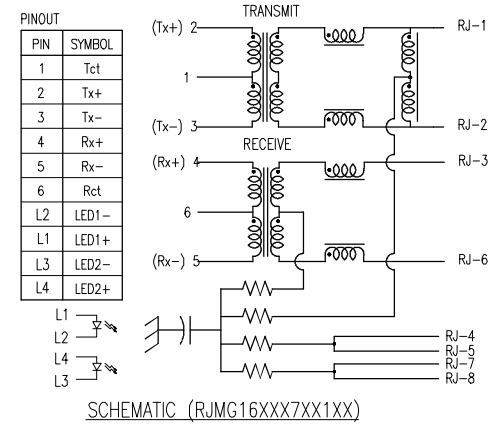 PINOUT
PIN SYMBOL
1 Tct
2 Tx+
3 Tx-
4 Rx+
5 Rx-
6 Rct
L2 LED1-
L1 LED1+
L3 LED2-
L4 LED2+
TRANSMIT
(Tx+) 2
RJ-1
1
(Tx-) 3
RJ-2
RECEIVE
(Rx+) 4
RJ-3
6
(Rx-) 5
RJ-6
L1
L2
L4
L3
RJ-4
RJ-5
RJ-7
RJ-8
SCHEMATIC (RJMG16XXX7XX1XX)